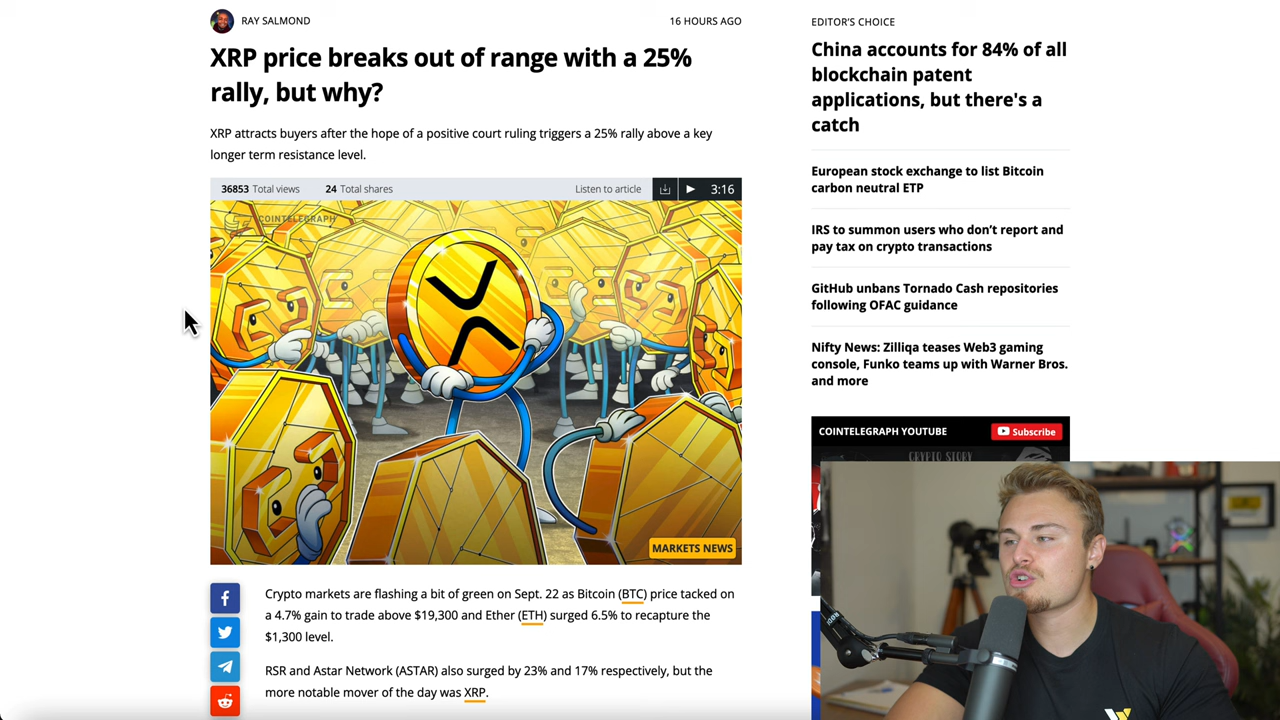 RAY SALMOND
16 HOURS AGO
XRP price breaks out of range with a 25%
rally, but why?
XRP attracts buyers after the hope of a positive court ruling triggers a 25% rally above a key
longer term resistance level.
36853 Total views
24 Total shares
Listen to article
3:16
COINTELEGRAPH
MARKETS NEWS
Crypto markets are flashing a bit of green on Sept. 22 as Bitcoin (BTC) price tacked on
a 4.7% gain to trade above $19,300 and Ether (ETH) surged 6.5% to recapture the
$1,300 level.
RSR and Astar Network (ASTAR) also surged by 23% and 17% respectively, but the
more notable mover of the day was XRP.
EDITOR'S CHOICE
China accounts for 84% of all
blockchain patent
applications, but there's a
catch
European stock exchange to list Bitcoin
carbon neutral ETP
IRS to summon users who don’t report and
pay tax on crypto transactions
GitHub unbans Tornado Cash repositories
following OFAC guidance
Nifty News: Zilliqa teases Web3 gaming
console, Funko teams up with Warner Bros.
and more
COINTELEGRAPH YOUTUBE
Subscribe
CRYPTO STORY
RODE